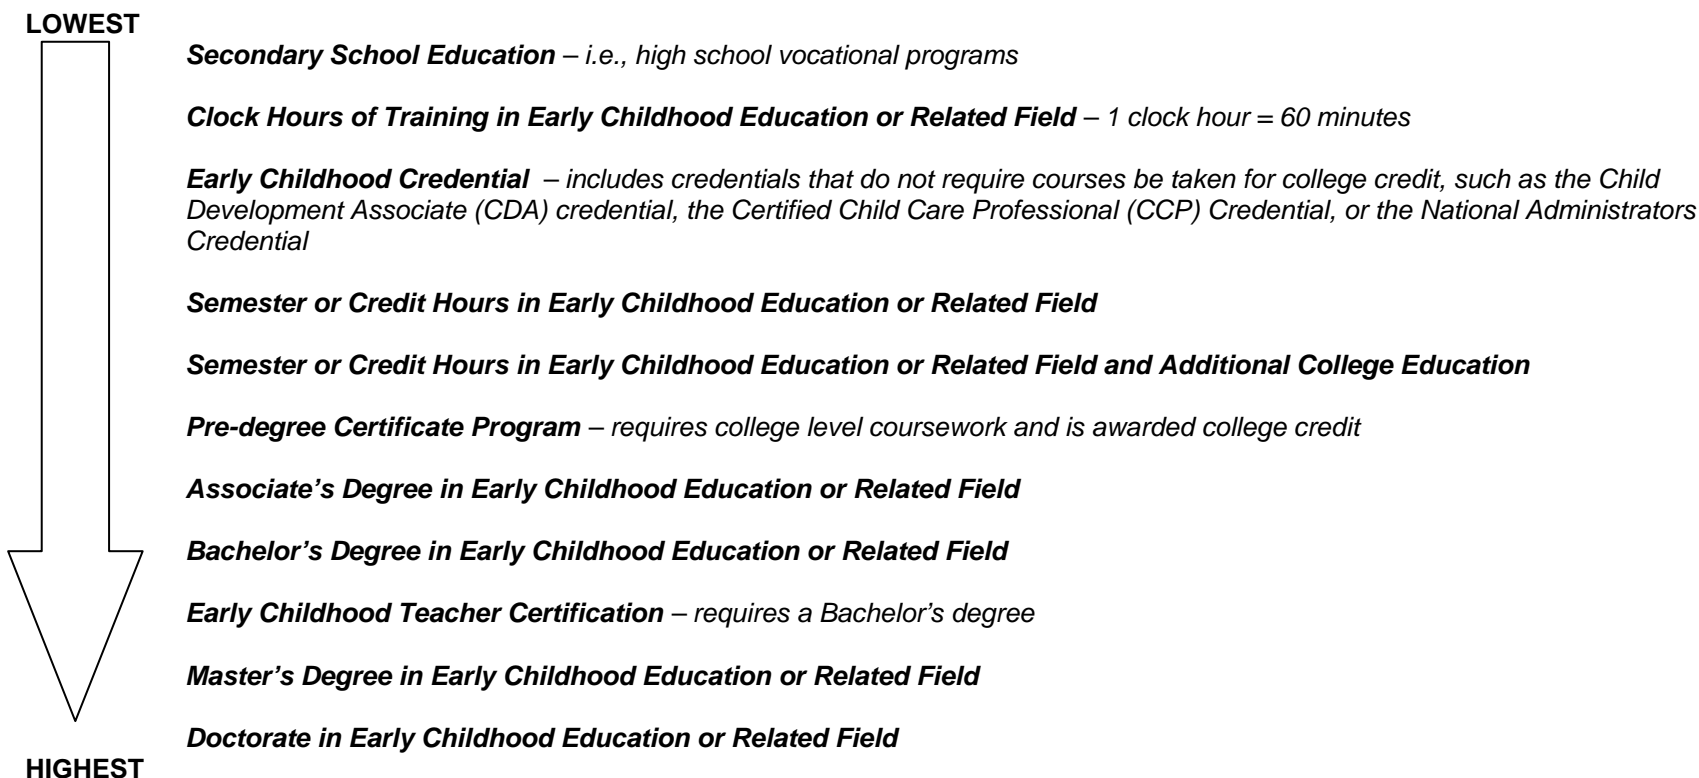 LOWEST
Secondary School Education – i.e., high school vocational programs
Clock Hours of Training in Early Childhood Education or Related Field – 1 clock hour = 60 minutes
Early Childhood Credential – includes credentials that do not require courses be taken for college credit, such as the Child
Development Associate (CDA) credential, the Certified Child Care Professional (CCP) Credential, or the National Administrators
Credential
Semester or Credit Hours in Early Childhood Education or Related Field
Semester or Credit Hours in Early Childhood Education or Related Field and Additional College Education
Pre-degree Certificate Program – requires college level coursework and is awarded college credit
Associate’s Degree in Early Childhood Education or Related Field
Bachelor’s Degree in Early Childhood Education or Related Field
Early Childhood Teacher Certification – requires a Bachelor’s degree
Master’s Degree in Early Childhood Education or Related Field
Doctorate in Early Childhood Education or Related Field
HIGHEST